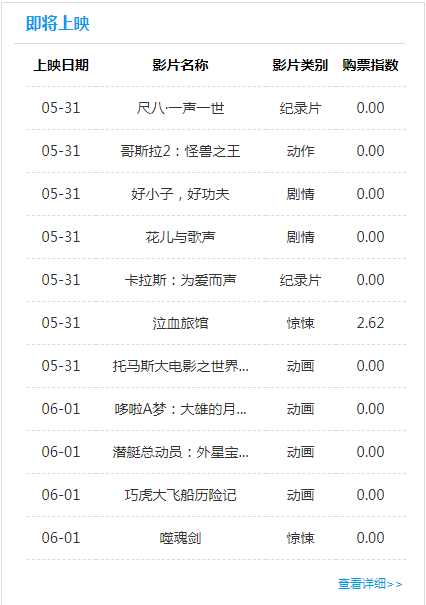 即将上映
上映日期 影片名称 影片类别 购票指数
05-31 尺八·一声一世 纪录片 0.00
05-31 哥斯拉2：怪兽之王 动作 0.00
05-31 好小子，好功夫 剧情 0.00
05-31 花儿与歌声 剧情 0.00
05-31 卡拉斯：为爱而声 纪录片 0.00
05-31 泣血旅馆 惊悚 2.62
05-31 托马斯大电影之世界... 动画 0.00
06-01 哆啦A梦：大雄的月... 动画 0.00
06-01 潜艇总动员：外星宝... 动画 0.00
06-01 巧虎大飞船历险记 动画 0.00
06-01 噬魂剑 惊悚 0.00
查看详细>>